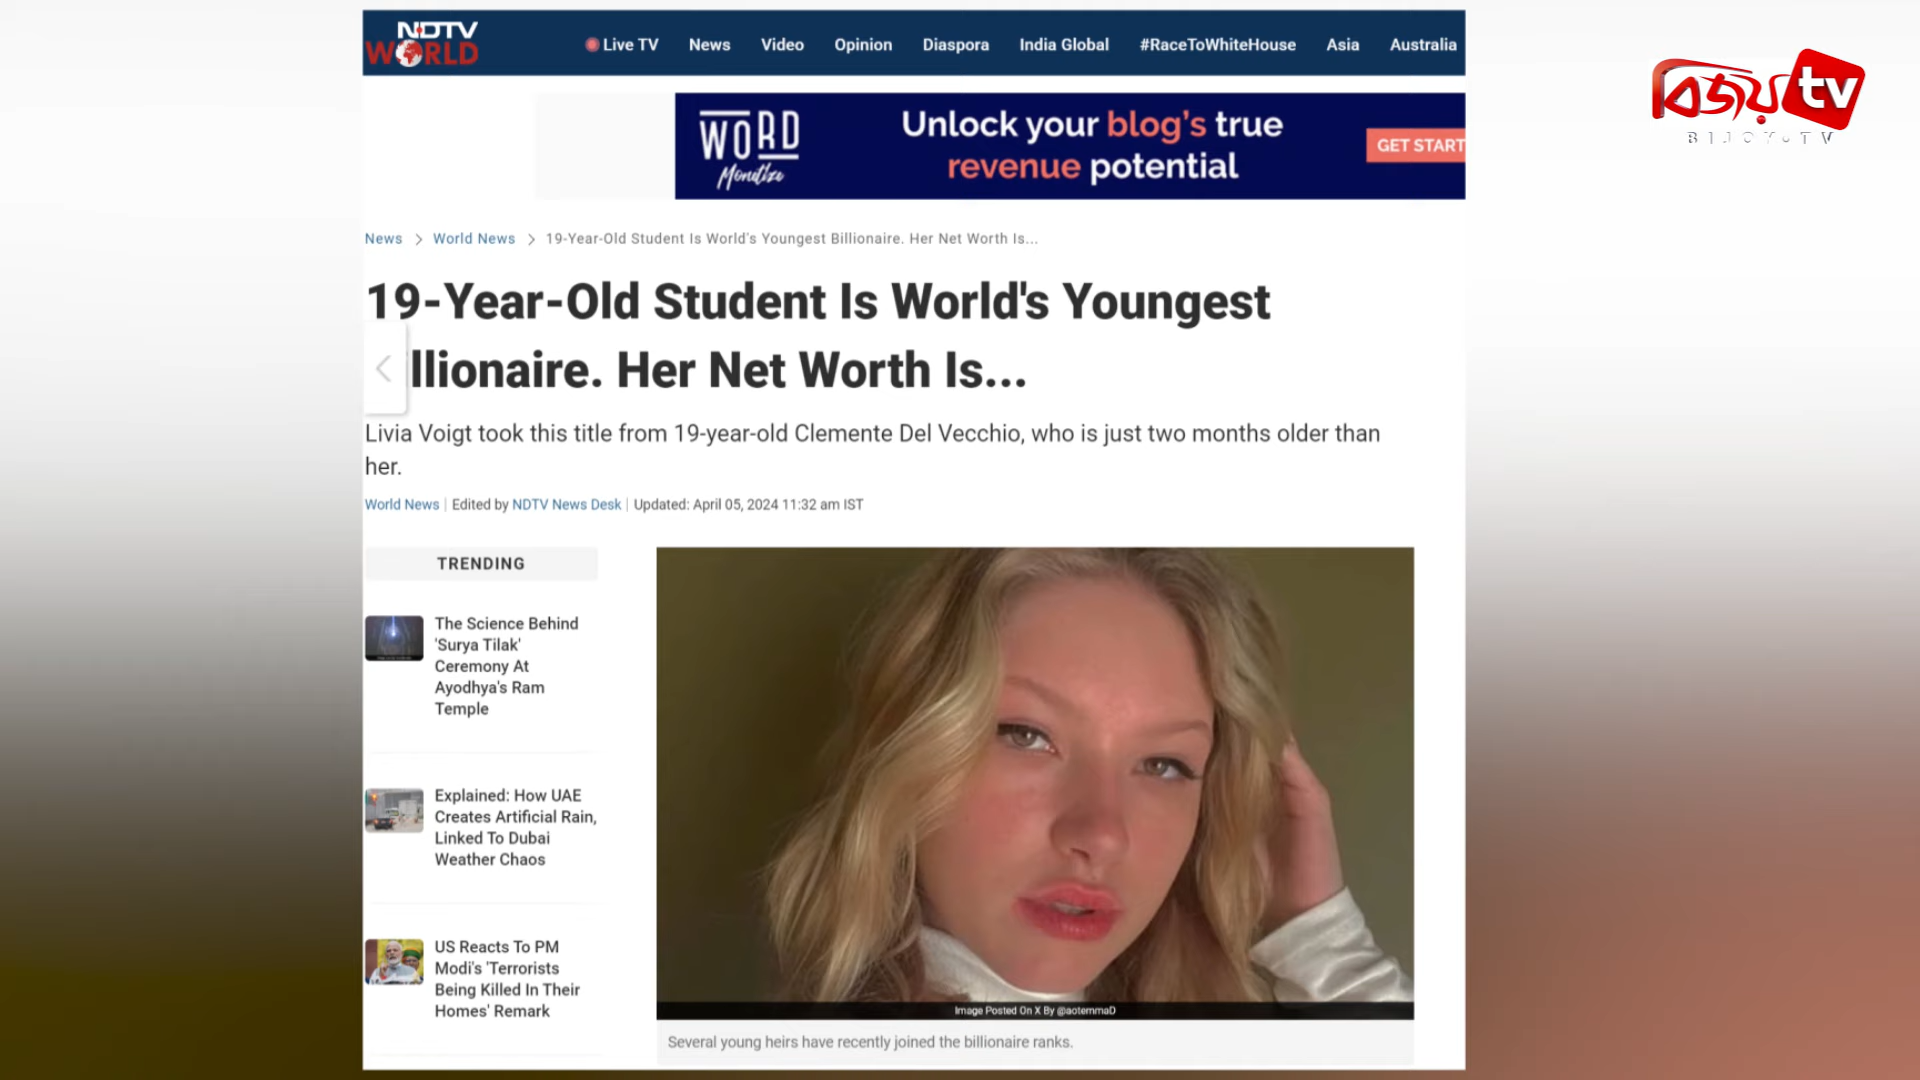 NDTV
WORLD
Live TV News Video Opinion Diaspora India Global #RaceToWhiteHouse Asia Australia
বিজয় tv
BIJOY TV
WORD
Monetize
Unlock your blog's true
revenue potential
GET START
News > World News > 19-Year-Old Student Is World's Youngest Billionaire. Her Net Worth Is...
19-Year-Old Student Is World's Youngest
llionaire. Her Net Worth Is...
Livia Voigt took this title from 19-year-old Clemente Del Vecchio, who is just two months older than
her.
World News | Edited by NDTV News Desk | Updated: April 05, 2024 11:32 am IST
TRENDING
The Science Behind
'Surya Tilak'
Ceremony At
Ayodhya's Ram
Temple
Explained: How UAE
Creates Artificial Rain,
Linked To Dubai
Weather Chaos
US Reacts To PM
Modi's 'Terrorists
Being Killed In Their
Homes' Remark
Image Posted On X By @aotemmaD
Several young heirs have recently joined the billionaire ranks.